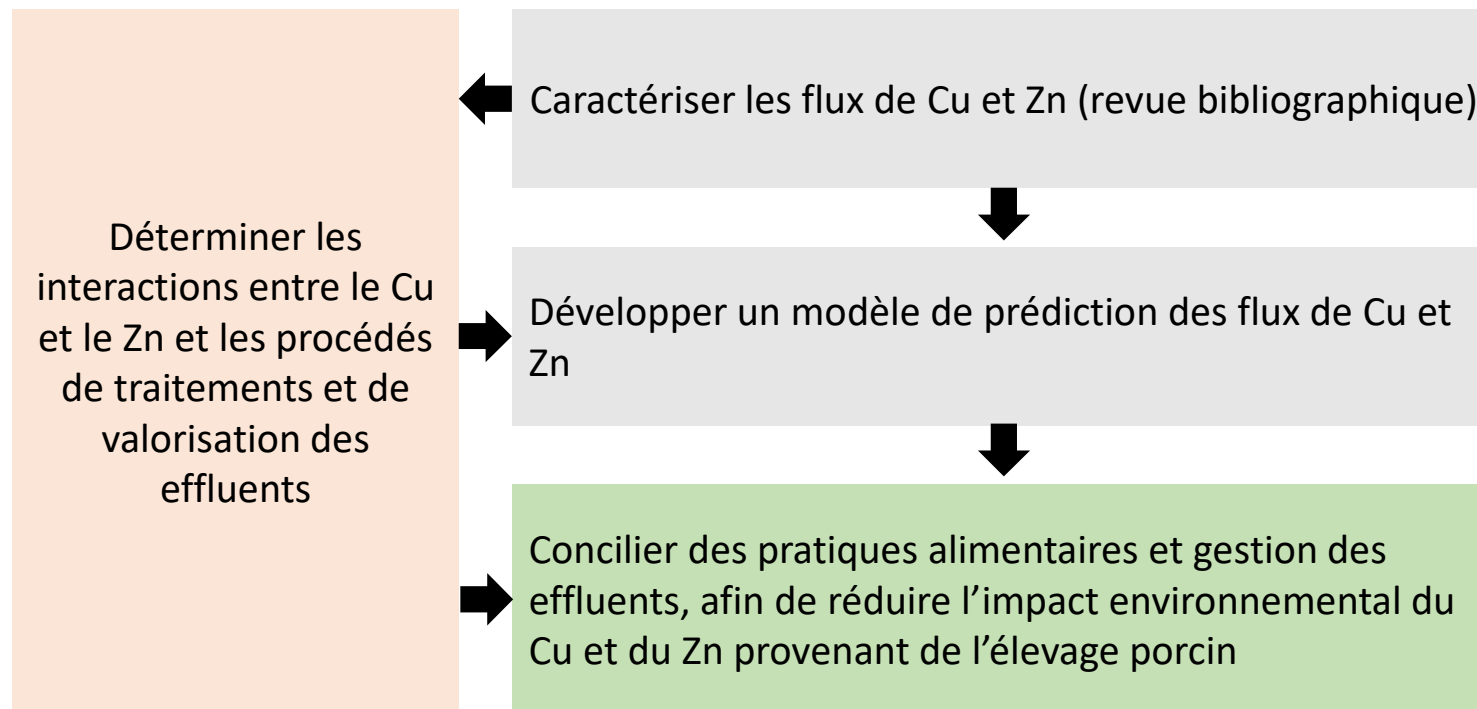 Déterminer les
interactions entre le Cu
et le Zn et les procédés
de traitements et de
valorisation des
effluents
Caractériser les flux de Cu et Zn (revue bibliographique)
Développer un modèle de prédiction des flux de Cu et
Zn
Concilier des pratiques alimentaires et gestion des
effluents, afin de réduire l’impact environnemental du
Cu et du Zn provenant de l’élevage porcin